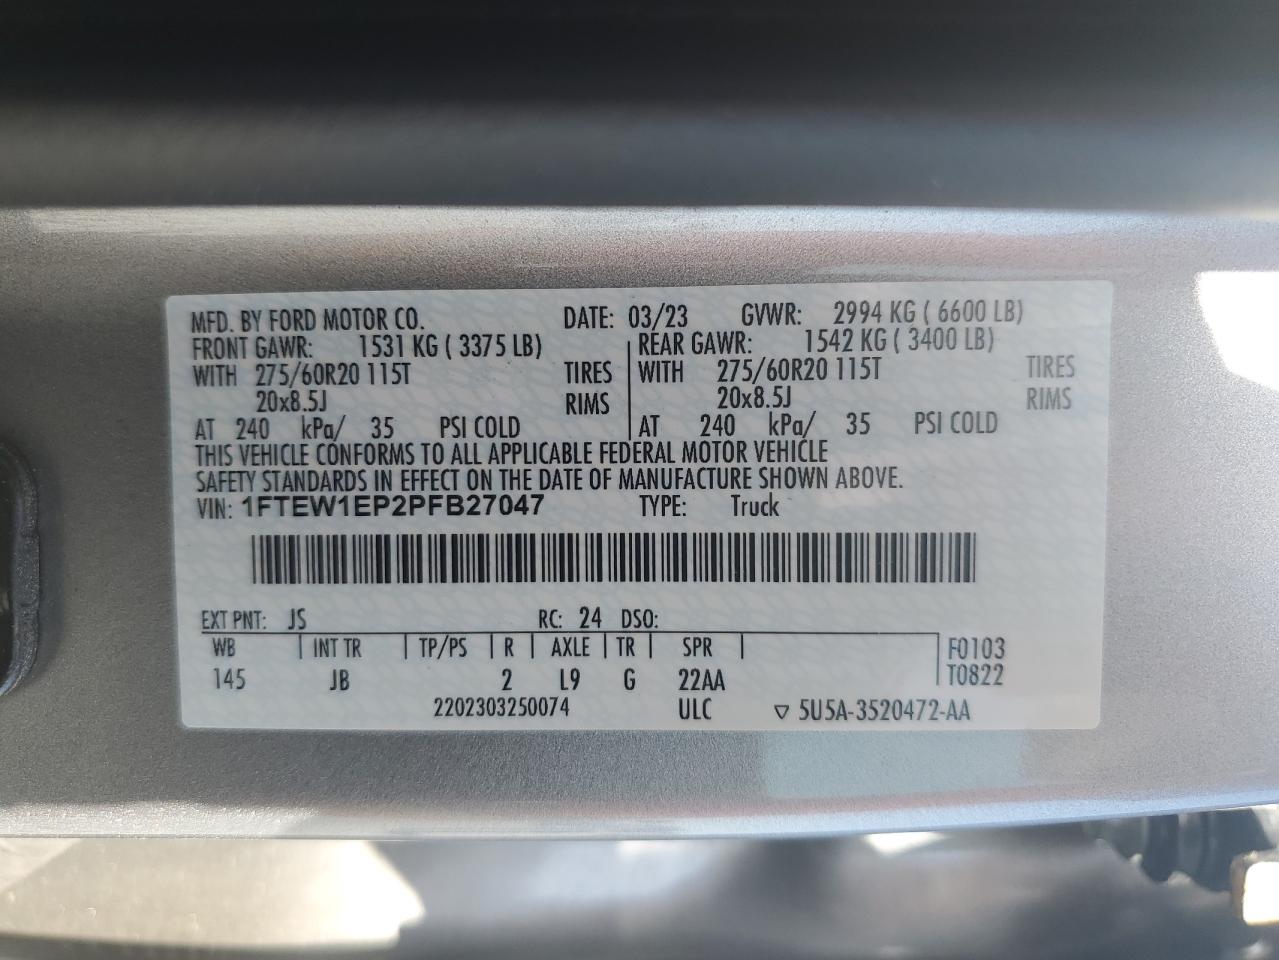 MFD. BY FORD MOTOR CO. DATE: 03/23 GVWR: 2994 KG ( 6600 LB)
FRONT GAWR: 1531 KG ( 3375 LB) REAR GAWR: 1542 KG ( 3400 LB)
WITH 275/60R20 115T TIRES WITH 275/60R20 115T TIRES
20x8.5J RIMS 20x8.5J RIMS
AT 240 kPa/ 35 PSI COLD AT 240 kPa/ 35 PSI COLD
THIS VEHICLE CONFORMS TO ALL APPLICABLE FEDERAL MOTOR VEHICLE
SAFETY STANDARDS IN EFFECT ON THE DATE OF MANUFACTURE SHOWN ABOVE.
VIN: 1FTEW1EP2PFB27047 TYPE: Truck
EXT PNT: JS RC: 24 DSO:
WB INT TR TP/PS R AXLE TR SPR F0103
145 JB 2 L9 G 22AA T0822
2202303250074 ULC ▽ 5U5A-3520472-AA